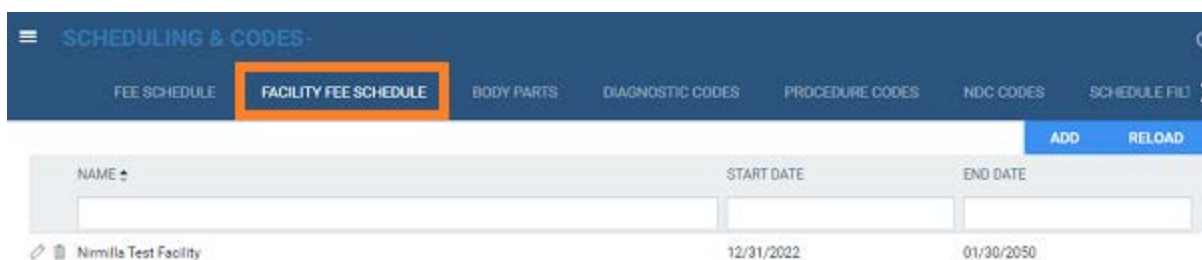 SCHEDULING & CODES-
FEE SCHEDULE FACILITY FEE SCHEDULE BODY PARTS DIAGNOSTIC CODES PROCEDURE CODES NDC CODES SCHEDULE
ADD RELOAD
NAME START DATE END DATE
Nirmilla Test Facility 12/31/2022 01/30/2050